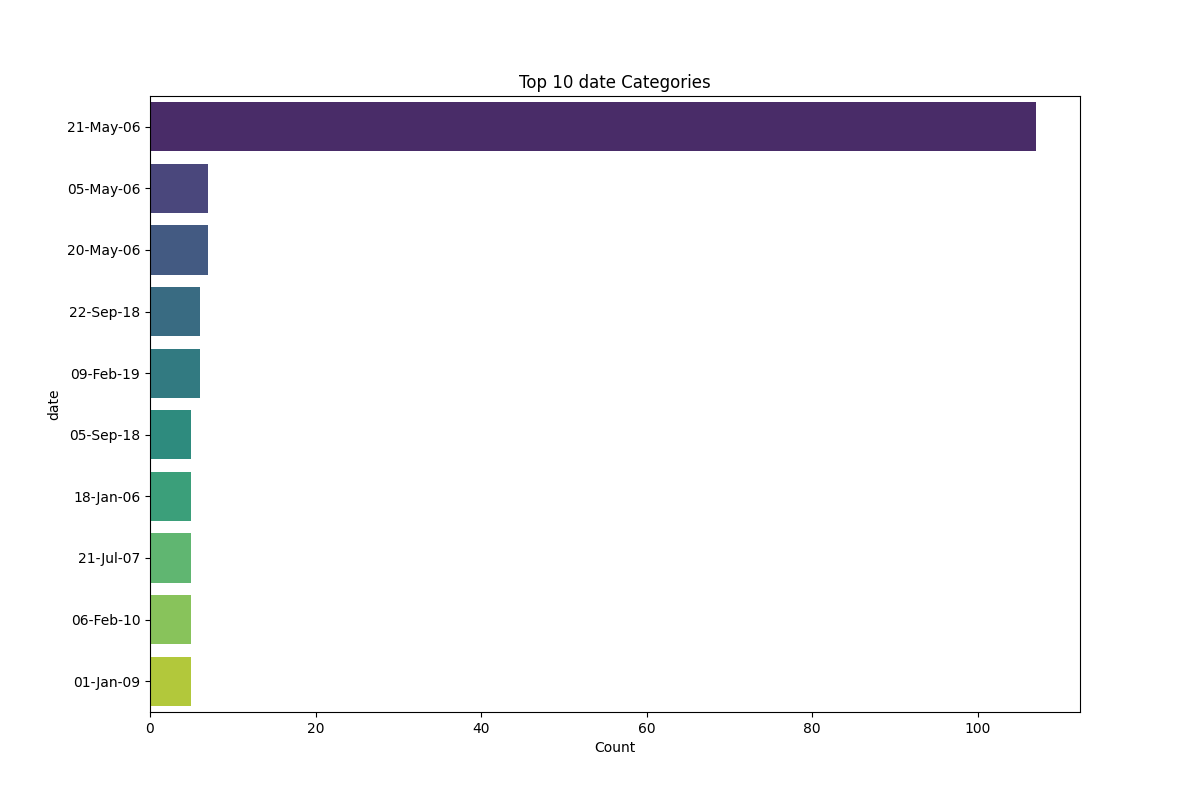 Top 10 date Categories
21-May-06
05-May-06
20-May-06
22-Sep-18
09-Feb-19
05-Sep-18
18-Jan-06
21-Jul-07
06-Feb-10
01-Jan-09
date
0 20 40 60 80 100
Count